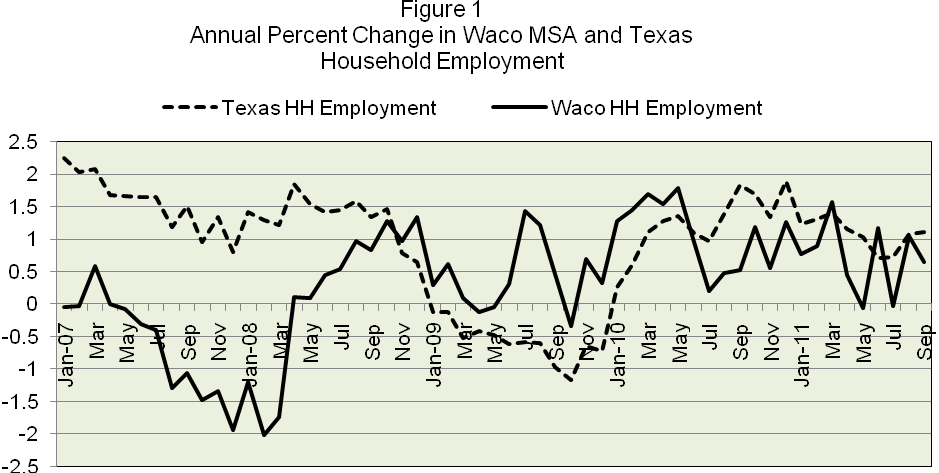 Figure 1
Annual Percent Change in Waco MSA and Texas
Household Employment
Texas HH Employment Waco HH Employment
2.5
2
1.5
1
0.5
0
-0.5
-1
-1.5
-2
-2.5
Jan-07 Mar May Jul Sep Nov Jan-08 Mar May Jul Sep Nov Jan-09 Mar May Jul Sep Nov Jan-10 Mar May Jul Sep Nov Jan-11 Mar May Jul Sep